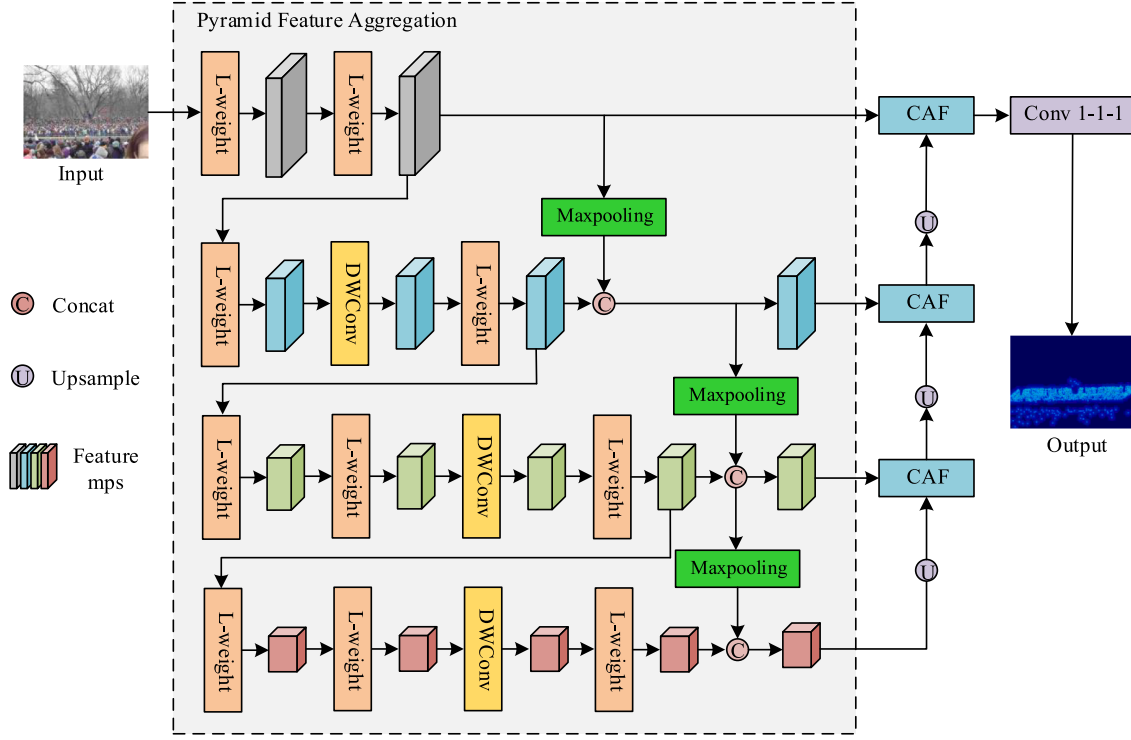 Pyramid Feature Aggregation
L-weight
L-weight
CAF
Conv 1-1-1
Input
Maxpooling
U
L-weight
DWConv
L-weight
C
CAF
C
Concat
U
Upsample
Feature
mps
Maxpooling
U
Output
L-weight
L-weight
DWConv
L-weight
C
CAF
Maxpooling
U
L-weight
L-weight
DWConv
L-weight
C